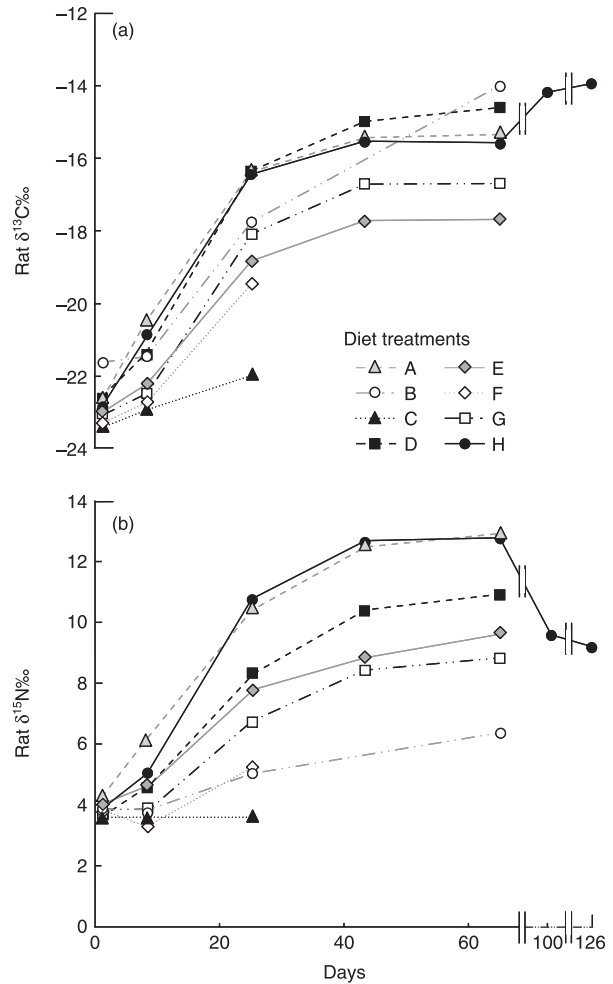 −12
(a)
−14
−16
−18
−20
−22
−24
Rat δ¹³C‰
Diet treatments
A E
B F
C G
D H
14
(b)
12
10
8
6
4
2
0
Rat δ¹⁵N‰
0 20 40 60 100 126
Days